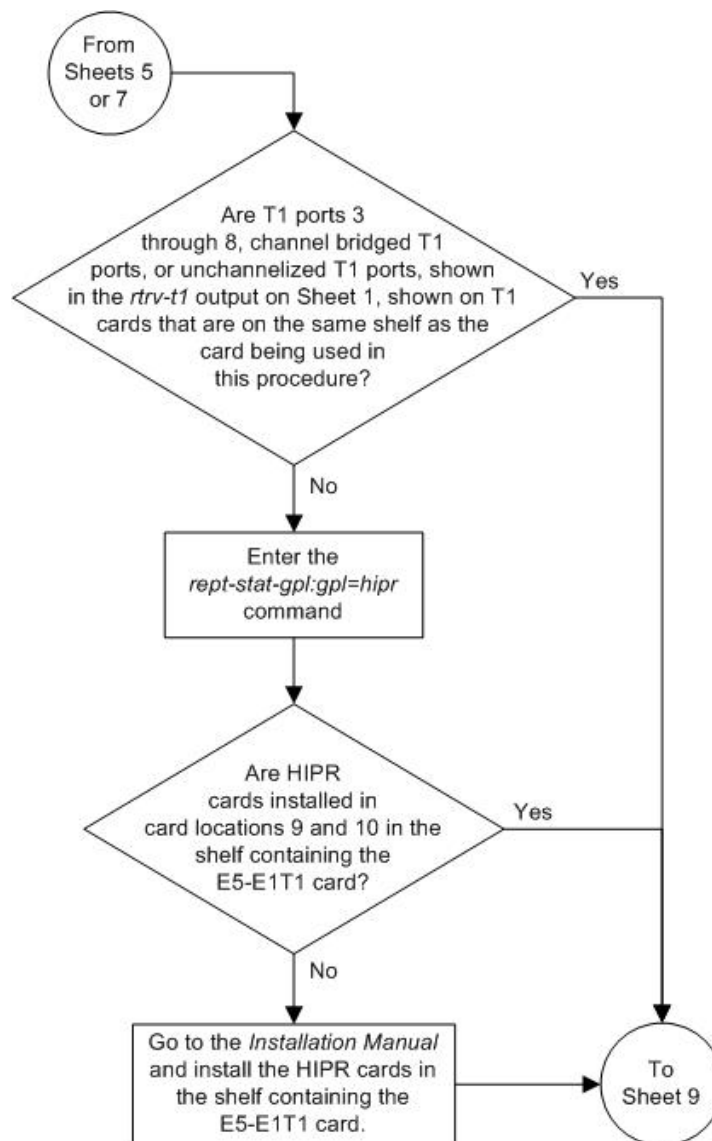 From
Sheets 5
or 7
Are T1 ports 3
through 8, channel bridged T1
ports, or unchannelized T1 ports, shown
in the rtrv-t1 output on Sheet 1, shown on T1
cards that are on the same shelf as the
card being used in
this procedure?
Yes
No
Enter the
rept-stat-gpl:gpl=hipr
command
Are HIPR
cards installed in
card locations 9 and 10 in the
shelf containing the
E5-E1T1 card?
Yes
No
Go to the Installation Manual
and install the HIPR cards in
the shelf containing the
E5-E1T1 card.
To
Sheet 9